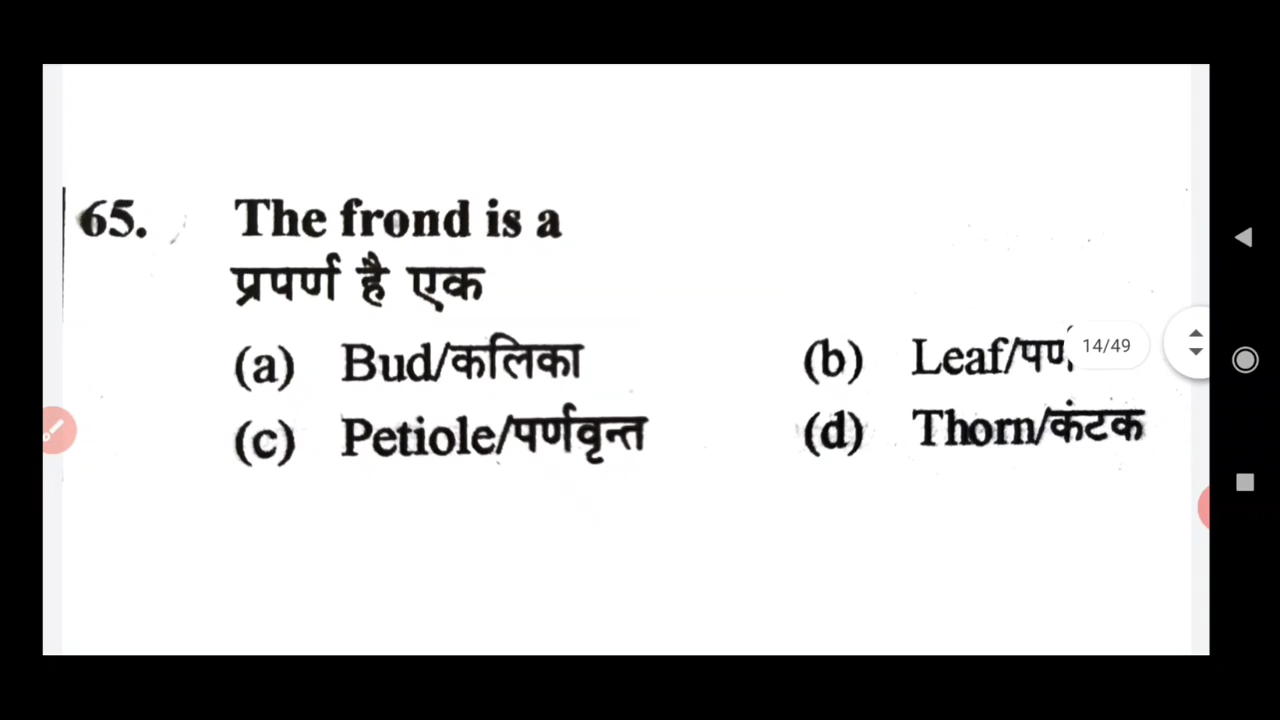 65. The frond is a
प्रपर्ण है एक
(a) Bud/कलिका (b) Leaf/
14/49
(c) Petiole/पर्णवृन्त (d) Thorn/कंटक